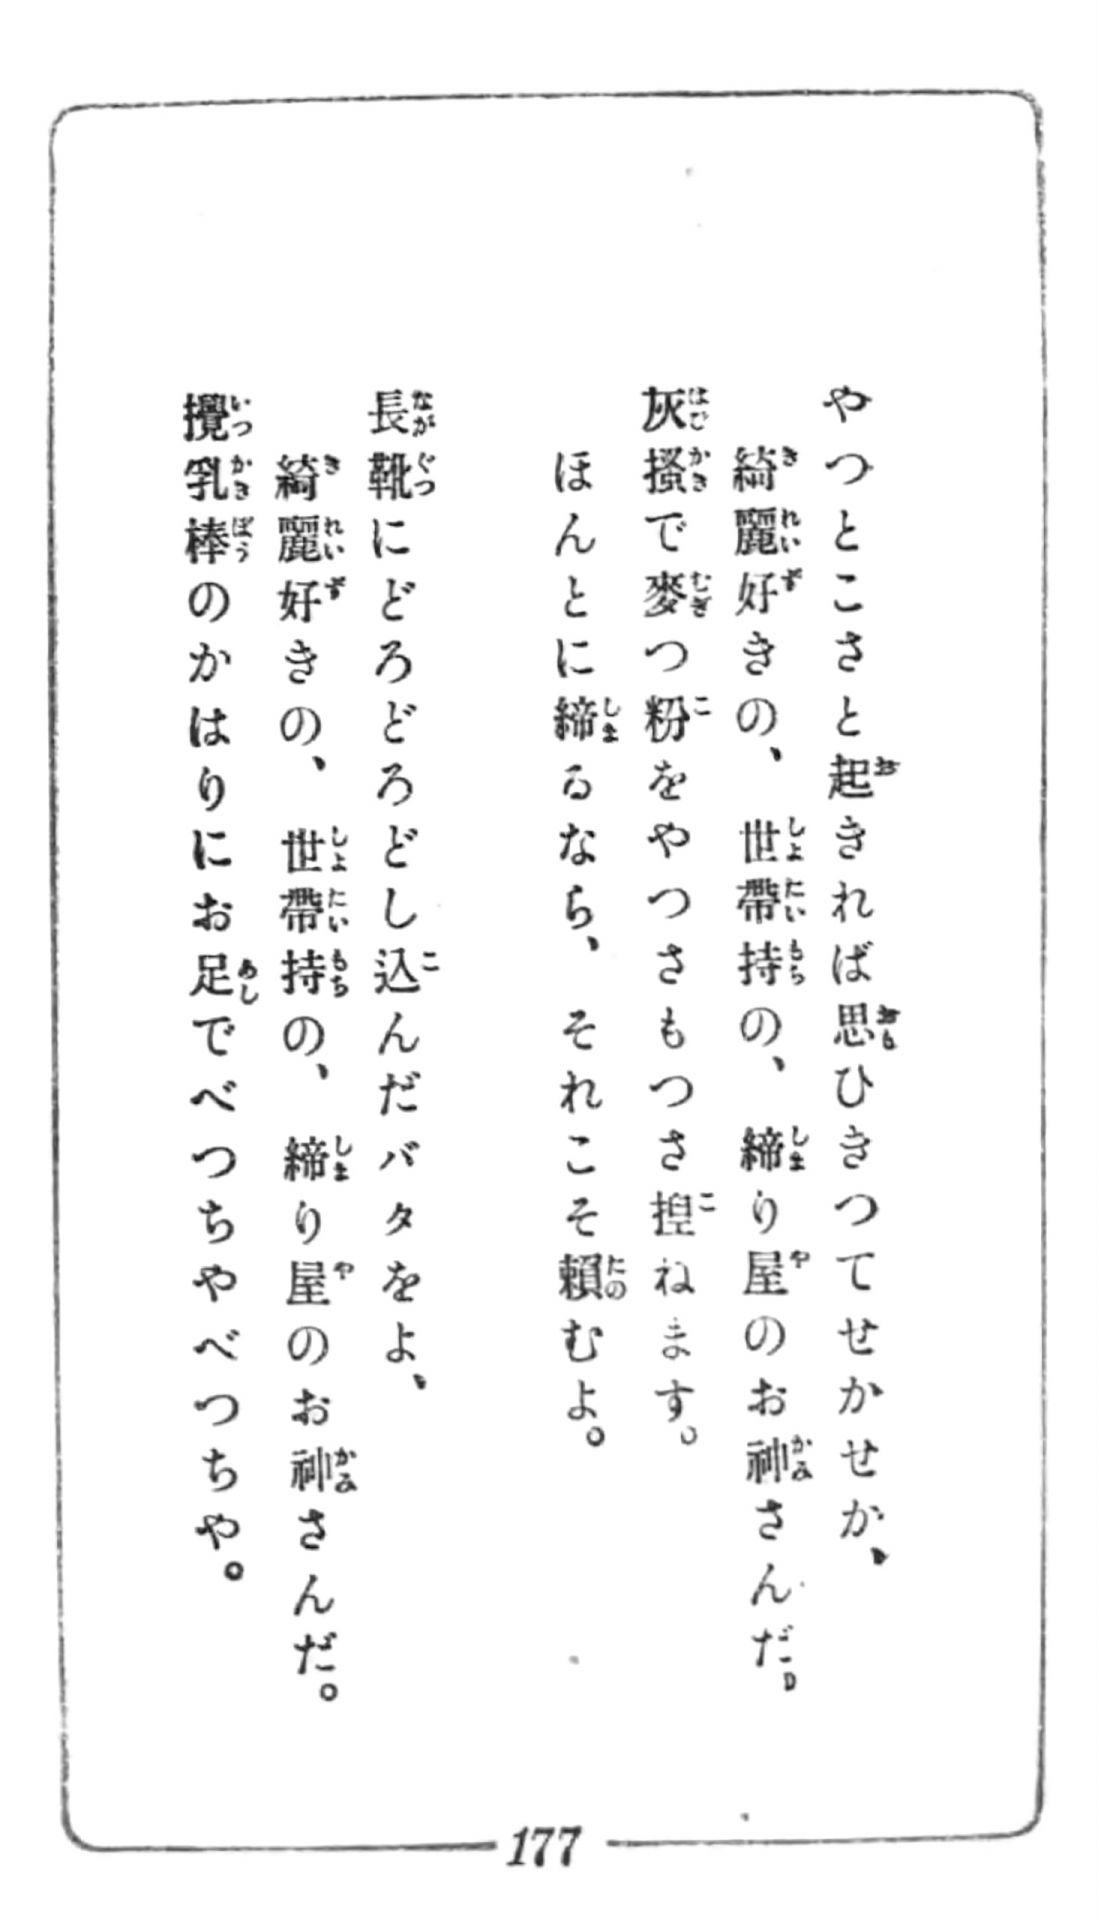 やつとこさと起きれば思ひきつてせかせか、
綺麗好きの、世帶持の、締り屋のお神さんだ。
灰搔で麥つ粉をやつさもつさ捏ねます。
ほんとに締るなら、それこそ賴むよ。
長靴にどろどろどし込んだバタをよ、
綺麗好きの、世帶持の、締り屋のお神さんだ。
攪乳棒のかはりにお足でべつちやべつちや。
177